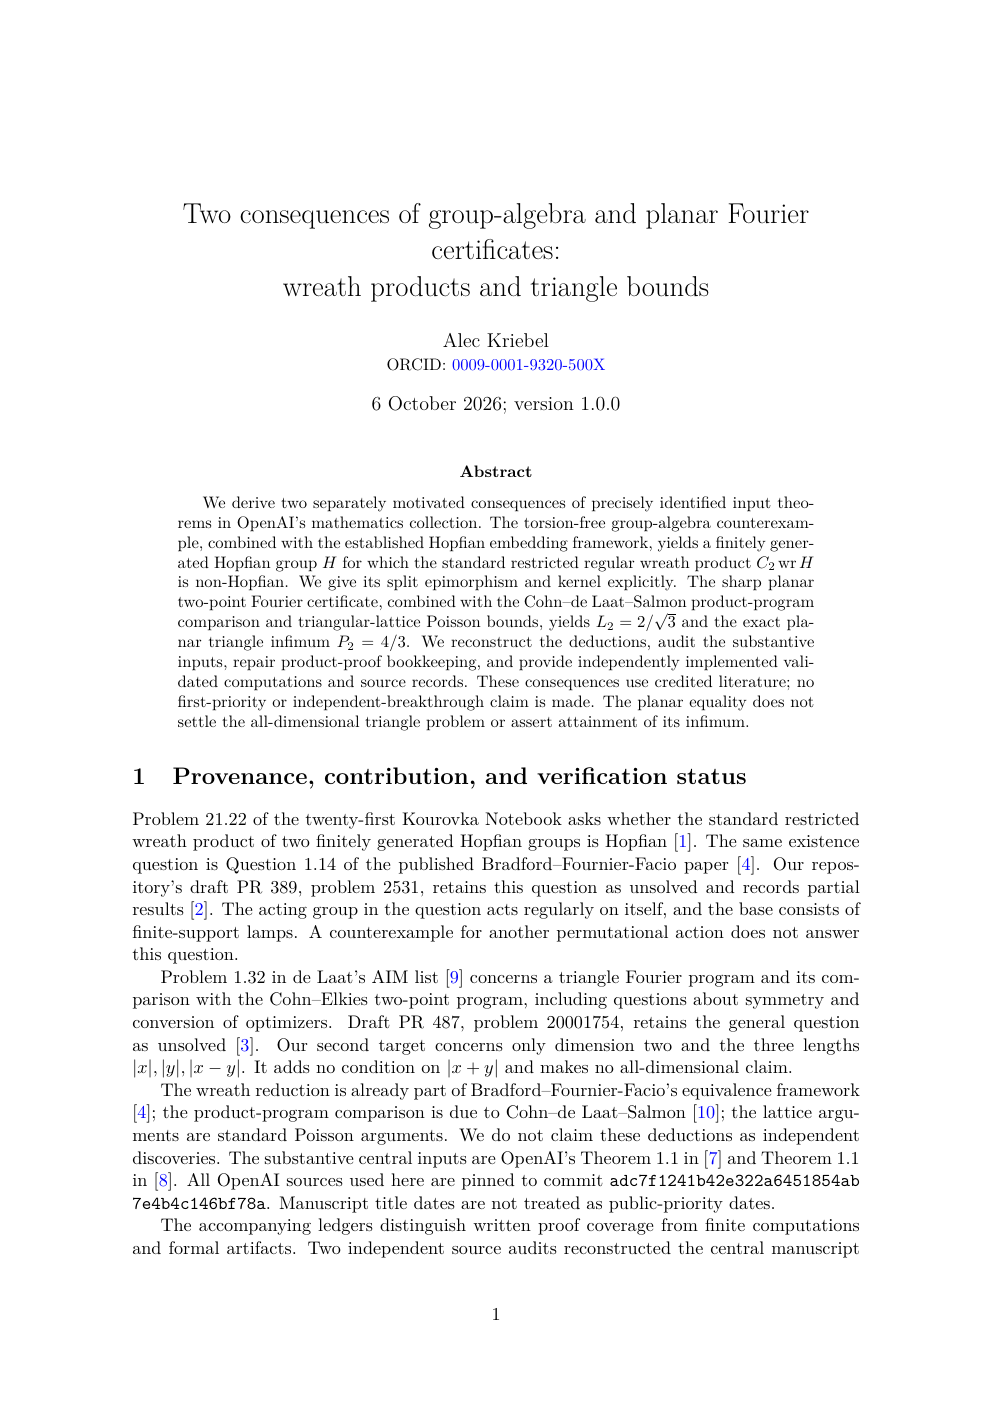 Two consequences of group-algebra and planar Fourier
certificates:
wreath products and triangle bounds
Alec Kriebel
ORCID: 0009-0001-9320-500X
6 October 2026; version 1.0.0
Abstract
We derive two separately motivated consequences of precisely identified input theo-
rems in OpenAI's mathematics collection. The torsion-free group-algebra counterexam-
ple, combined with the established Hopfian embedding framework, yields a finitely gener-
ated Hopfian group H for which the standard restricted regular wreath product C₂ wr H
is non-Hopfian. We give its split epimorphism and kernel explicitly. The sharp planar
two-point Fourier certificate, combined with the Cohn–de Laat–Salmon product-program
comparison and triangular-lattice Poisson bounds, yields L₂ = 2/√3 and the exact pla-
nar triangle infimum P₂ = 4/3. We reconstruct the deductions, audit the substantive
inputs, repair product-proof bookkeeping, and provide independently implemented vali-
dated computations and source records. These consequences use credited literature; no
first-priority or independent-breakthrough claim is made. The planar equality does not
settle the all-dimensional triangle problem or assert attainment of its infimum.
1 Provenance, contribution, and verification status
Problem 21.22 of the twenty-first Kourovka Notebook asks whether the standard restricted
wreath product of two finitely generated Hopfian groups is Hopfian [1]. The same existence
question is Question 1.14 of the published Bradford–Fournier-Facio paper [4]. Our repos-
itory's draft PR 389, problem 2531, retains this question as unsolved and records partial
results [2]. The acting group in the question acts regularly on itself, and the base consists of
finite-support lamps. A counterexample for another permutational action does not answer
this question.
Problem 1.32 in de Laat's AIM list [9] concerns a triangle Fourier program and its com-
parison with the Cohn–Elkies two-point program, including questions about symmetry and
conversion of optimizers. Draft PR 487, problem 20001754, retains the general question
as unsolved [3]. Our second target concerns only dimension two and the three lengths
|x|, |y|, |x − y|. It adds no condition on |x + y| and makes no all-dimensional claim.
The wreath reduction is already part of Bradford–Fournier-Facio's equivalence framework
[4]; the product-program comparison is due to Cohn–de Laat–Salmon [10]; the lattice argu-
ments are standard Poisson arguments. We do not claim these deductions as independent
discoveries. The substantive central inputs are OpenAI's Theorem 1.1 in [7] and Theorem 1.1
in [8]. All OpenAI sources used here are pinned to commit adc7f1241b42e322a6451854ab
7e4b4c146bf78a. Manuscript title dates are not treated as public-priority dates.
The accompanying ledgers distinguish written proof coverage from finite computations
and formal artifacts. Two independent source audits reconstructed the central manuscript
1